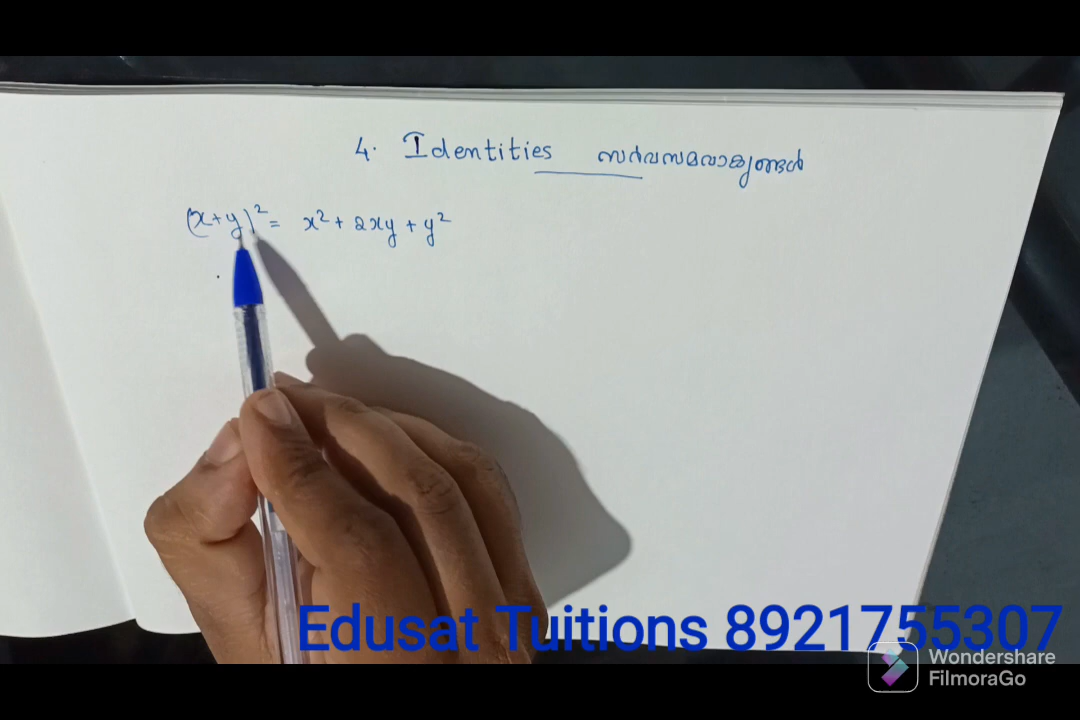 4. Identities സർവസമവാക്യങ്ങൾ
(x+y)² = x² + 2xy + y²
Edusat Tuitions 8921755307
Wondershare
FilmoraGo